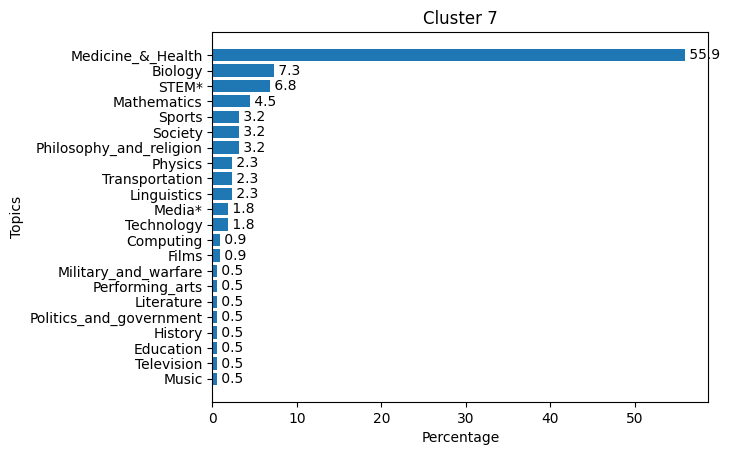 Cluster 7
Topics
Medicine_&_Health 55.9
Biology 7.3
STEM* 6.8
Mathematics 4.5
Sports 3.2
Society 3.2
Philosophy_and_religion 3.2
Physics 2.3
Transportation 2.3
Linguistics 2.3
Media* 1.8
Technology 1.8
Computing 0.9
Films 0.9
Military_and_warfare 0.5
Performing_arts 0.5
Literature 0.5
Politics_and_government 0.5
History 0.5
Education 0.5
Television 0.5
Music 0.5
0 10 20 30 40 50
Percentage